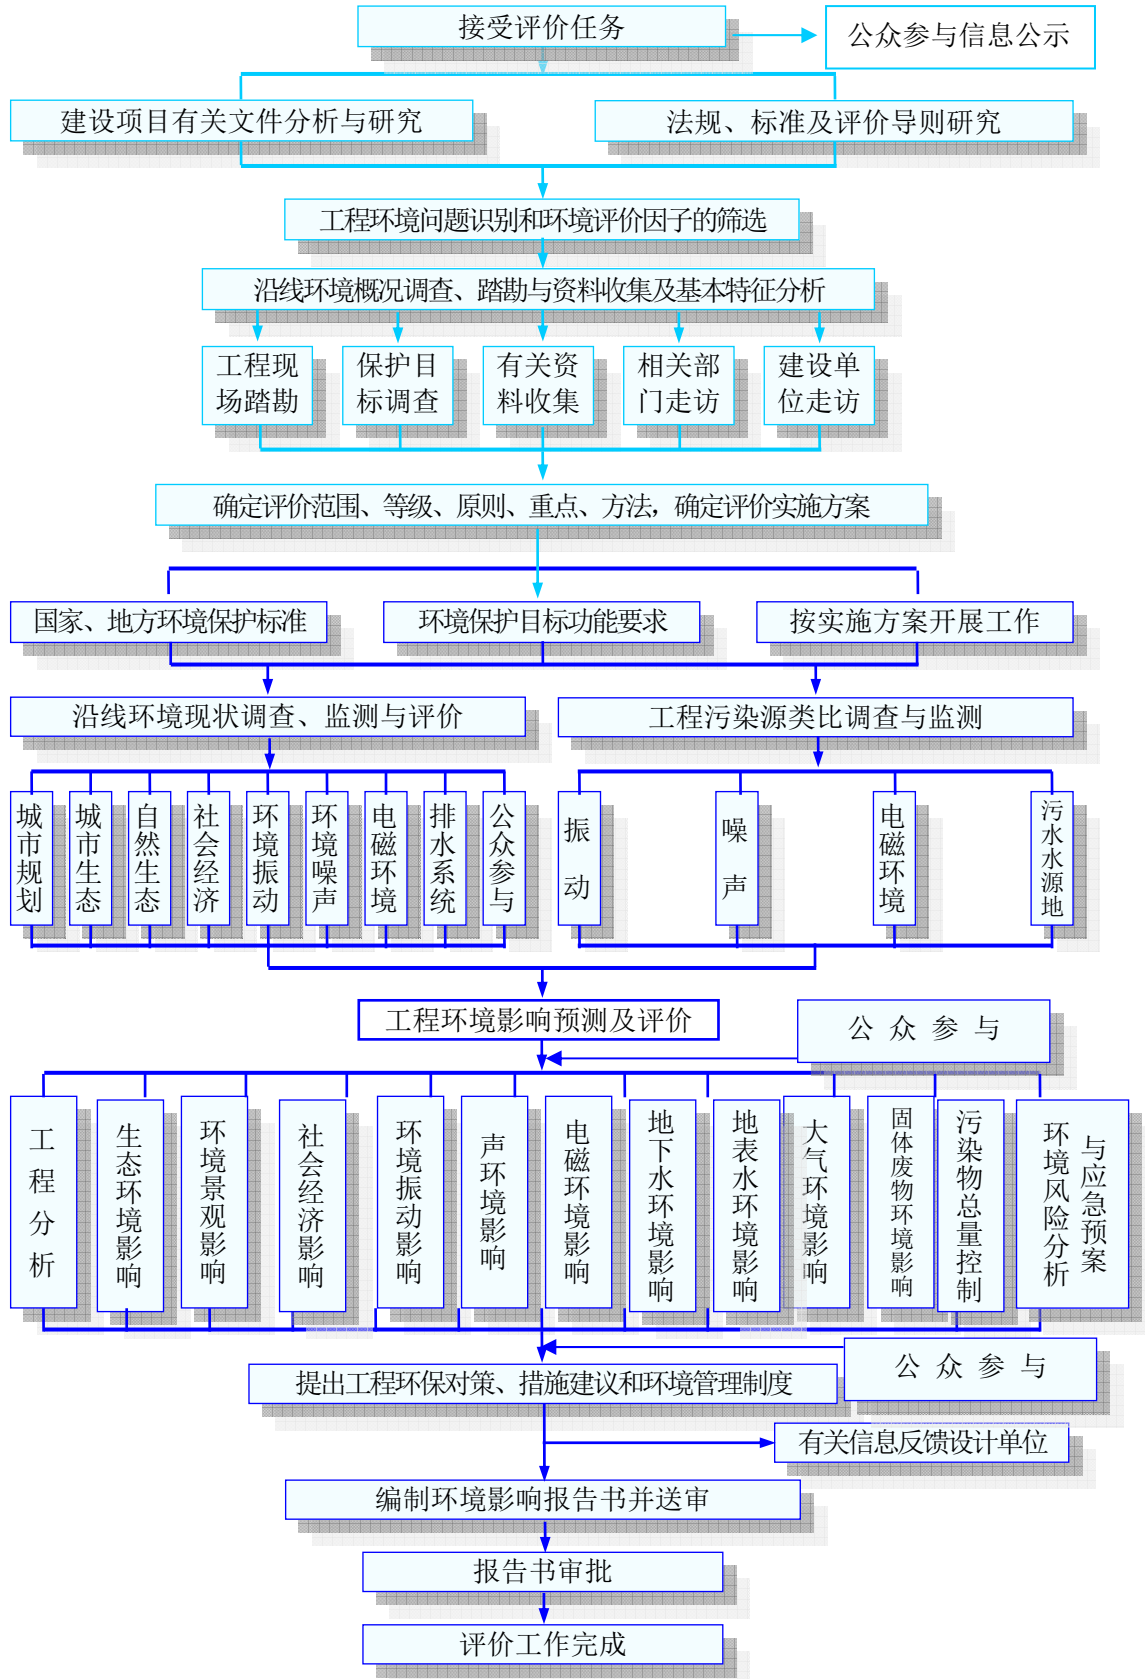 接受评价任务
公众参与信息公示
建设项目有关文件分析与研究
法规、标准及评价导则研究
工程环境问题识别和环境评价因子的筛选
沿线环境概况调查、踏勘与资料收集及基本特征分析
工程现
场踏勘
保护目
标调查
有关资
料收集
相关部
门走访
建设单
位走访
确定评价范围、等级、原则、重点、方法，确定评价实施方案
国家、地方环境保护标准
环境保护目标功能要求
按实施方案开展工作
沿线环境现状调查、监测与评价
工程污染源类比调查与监测
城市规划
城市生态
自然生态
社会经济
环境振动
环境噪声
电磁环境
排水系统
公众参与
振动
噪声
电磁环境
污水水源地
工程环境影响预测及评价
公众参与
工程分析
生态环境影响
环境景观影响
社会经济影响
环境振动影响
声环境影响
电磁环境影响
地下水环境影响
地表水环境影响
大气环境影响
固体废物环境影响
污染物总量控制
环境风险分析
与应急预案
公众参与
提出工程环保对策、措施建议和环境管理制度
有关信息反馈设计单位
编制环境影响报告书并送审
报告书审批
评价工作完成